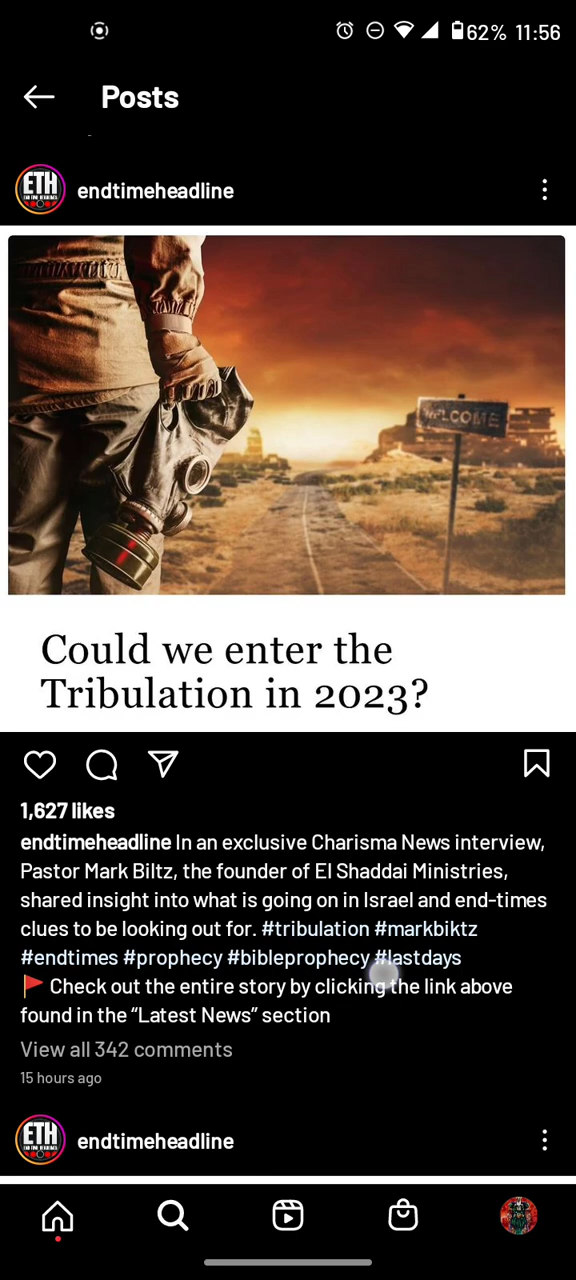 62% 11:56
Posts
ETH
endtimeheadline
WELCOME
Could we enter the
Tribulation in 2023?
1,627 likes
endtimeheadline In an exclusive Charisma News interview,
Pastor Mark Biltz, the founder of El Shaddai Ministries,
shared insight into what is going on in Israel and end-times
clues to be looking out for. #tribulation #markbiktz
#endtimes #prophecy #bibleprophecy #lastdays
🚩 Check out the entire story by clicking the link above
found in the “Latest News” section
View all 342 comments
15 hours ago
ETH
endtimeheadline